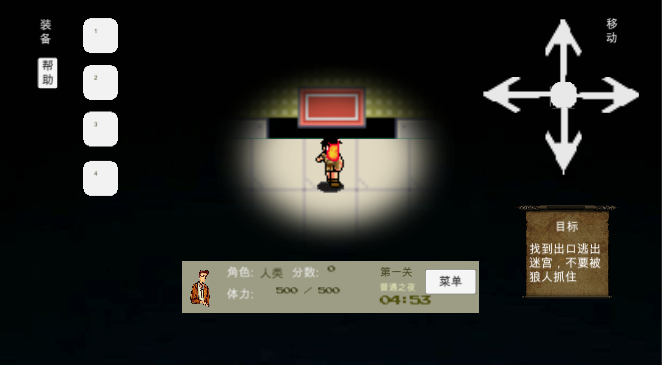 装备
帮助
1
2
3
4
移动
目标
找到出口逃出
迷宫，不要被
狼人抓住
角色: 人类 分数: 0
体力: 500 / 500
第一关
普通之夜
04:53
菜单